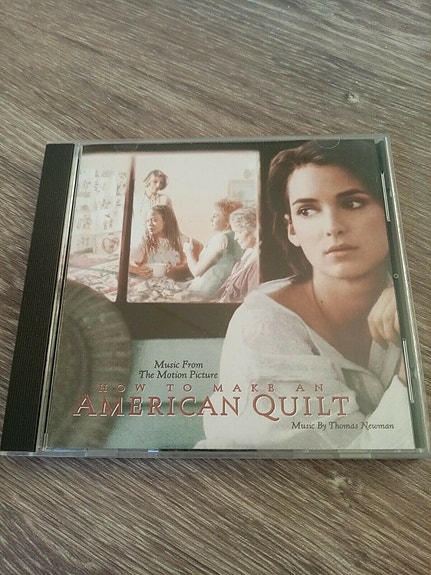 Music From
The Motion Picture
HOW TO MAKE AN
AMERICAN QUILT
Music By Thomas Newman